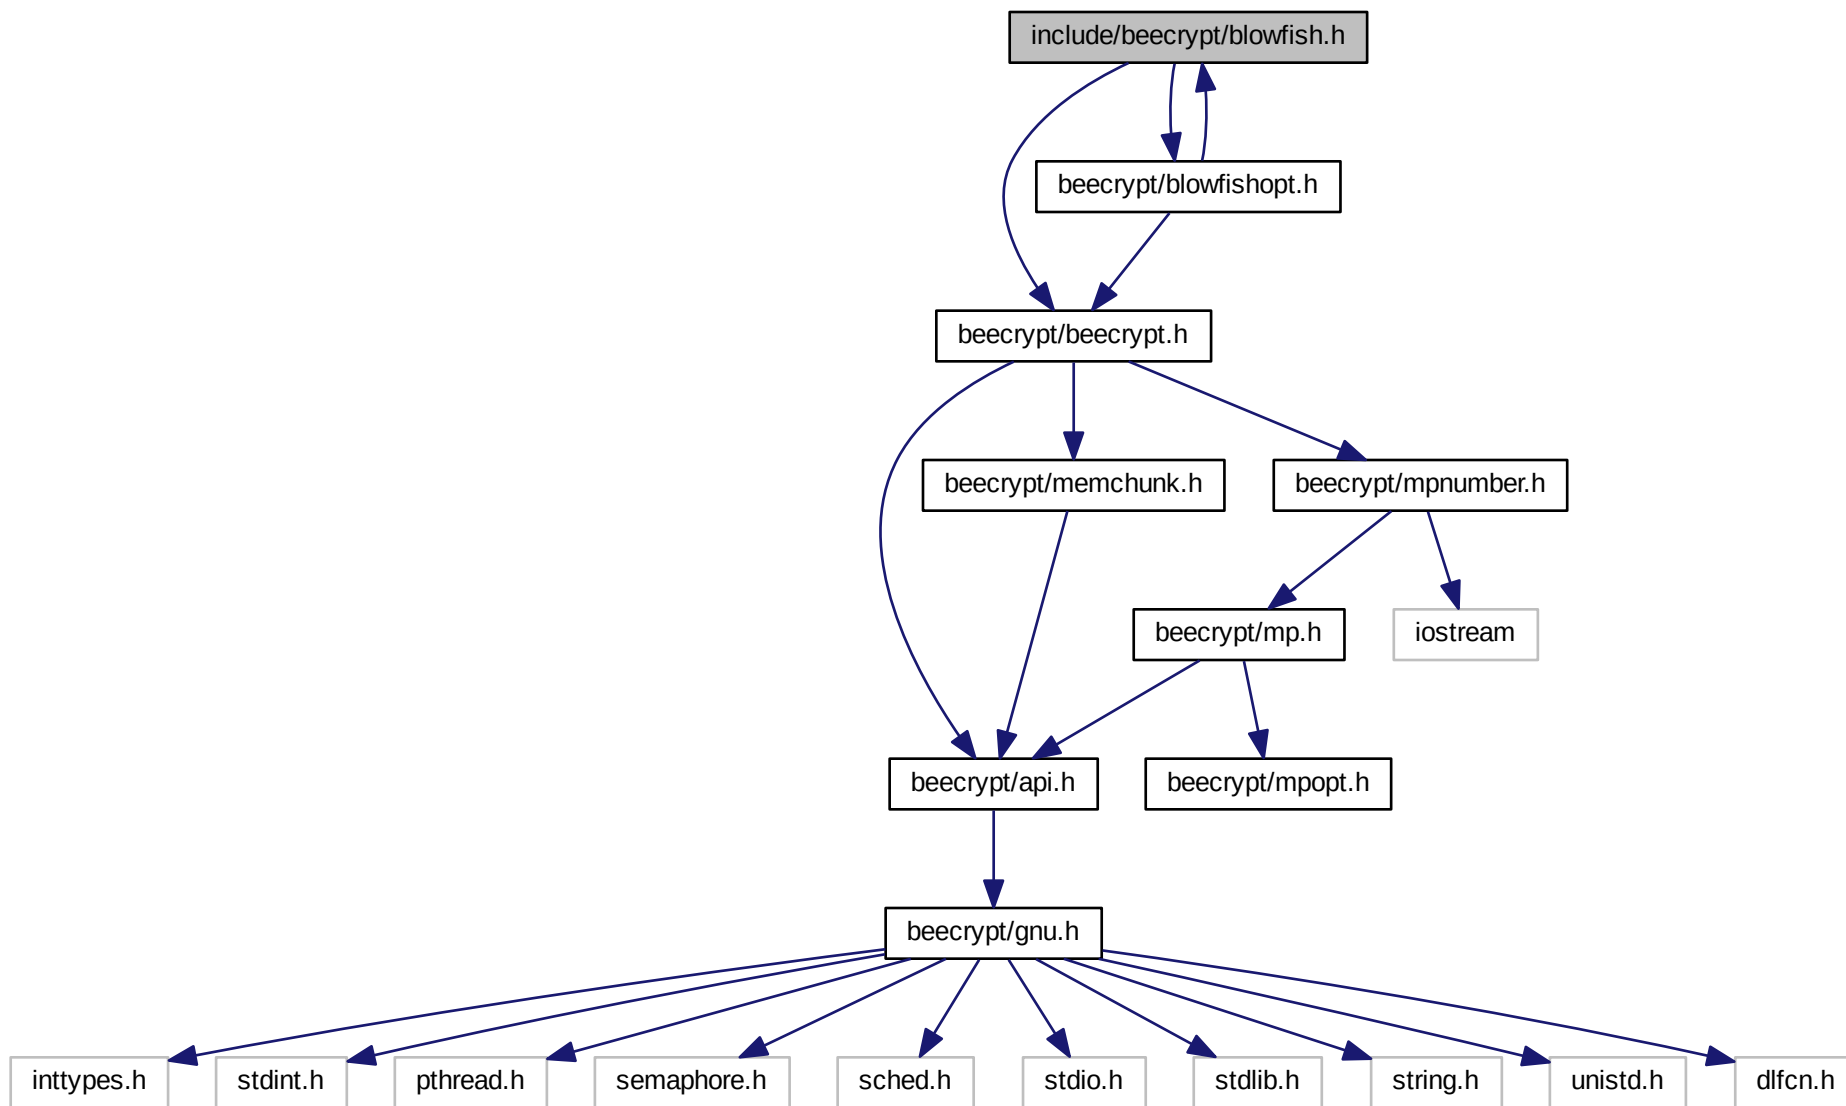 include/beecrypt/blowfish.h
beecrypt/blowfishopt.h
beecrypt/beecrypt.h
beecrypt/memchunk.h
beecrypt/mpnumber.h
beecrypt/mp.h
iostream
beecrypt/api.h
beecrypt/mpopt.h
beecrypt/gnu.h
inttypes.h
stdint.h
pthread.h
semaphore.h
sched.h
stdio.h
stdlib.h
string.h
unistd.h
dlfcn.h